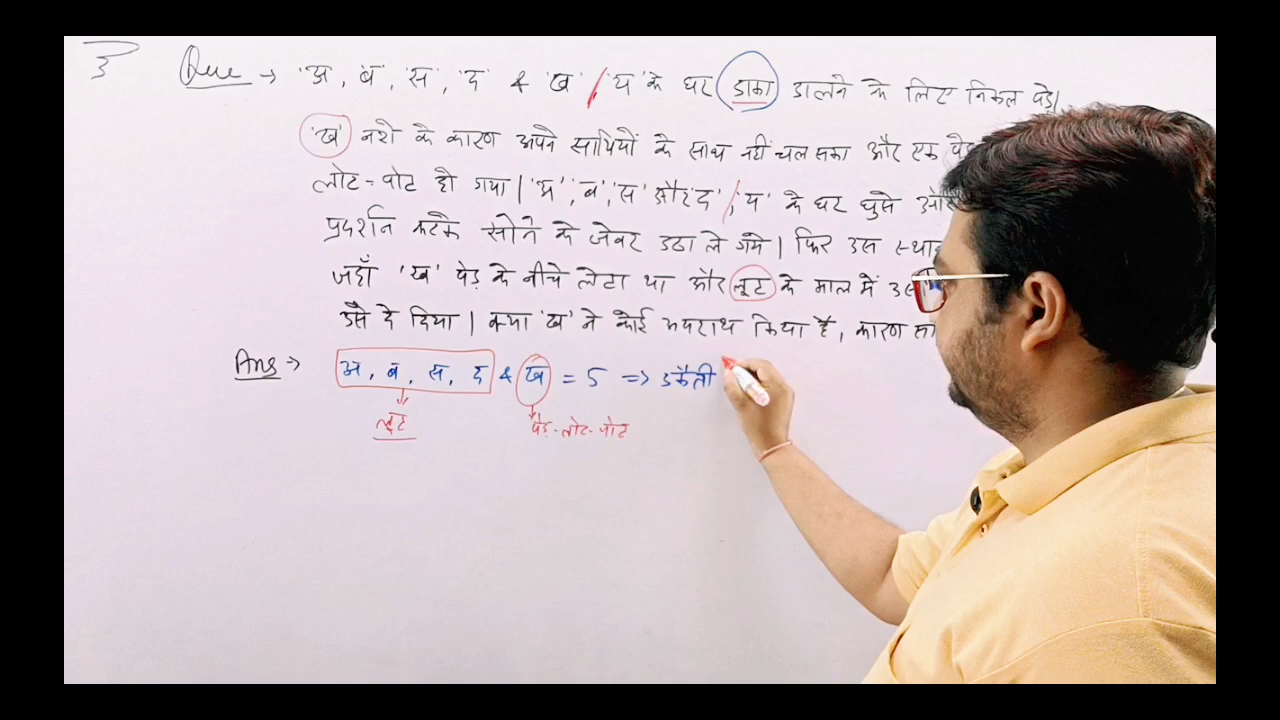 3 Que → 'अ', 'ब', 'स', 'द' & 'ख' / 'य' के घर डाका डालने के लिए निकल पड़े।
'ख' नशे के कारण अपने साथियों के साथ नहीं चल सका और एक पेड़
लोट-पोट हो गया। 'अ', 'ब', 'स' और 'द' / , 'य' के घर घुसे और
प्रदर्शन करके सोने के जेवर उठा ले गये। फिर उस स्थान
जहाँ 'ख' पेड़ के नीचे लेटा था और लूट के माल में
उसे दे दिया। क्या 'ख' ने कोई अपराध किया है, कारण
Ans → अ, ब, स, द & ख = 5 => डकैती
लूट पेड़-लोट-पोट